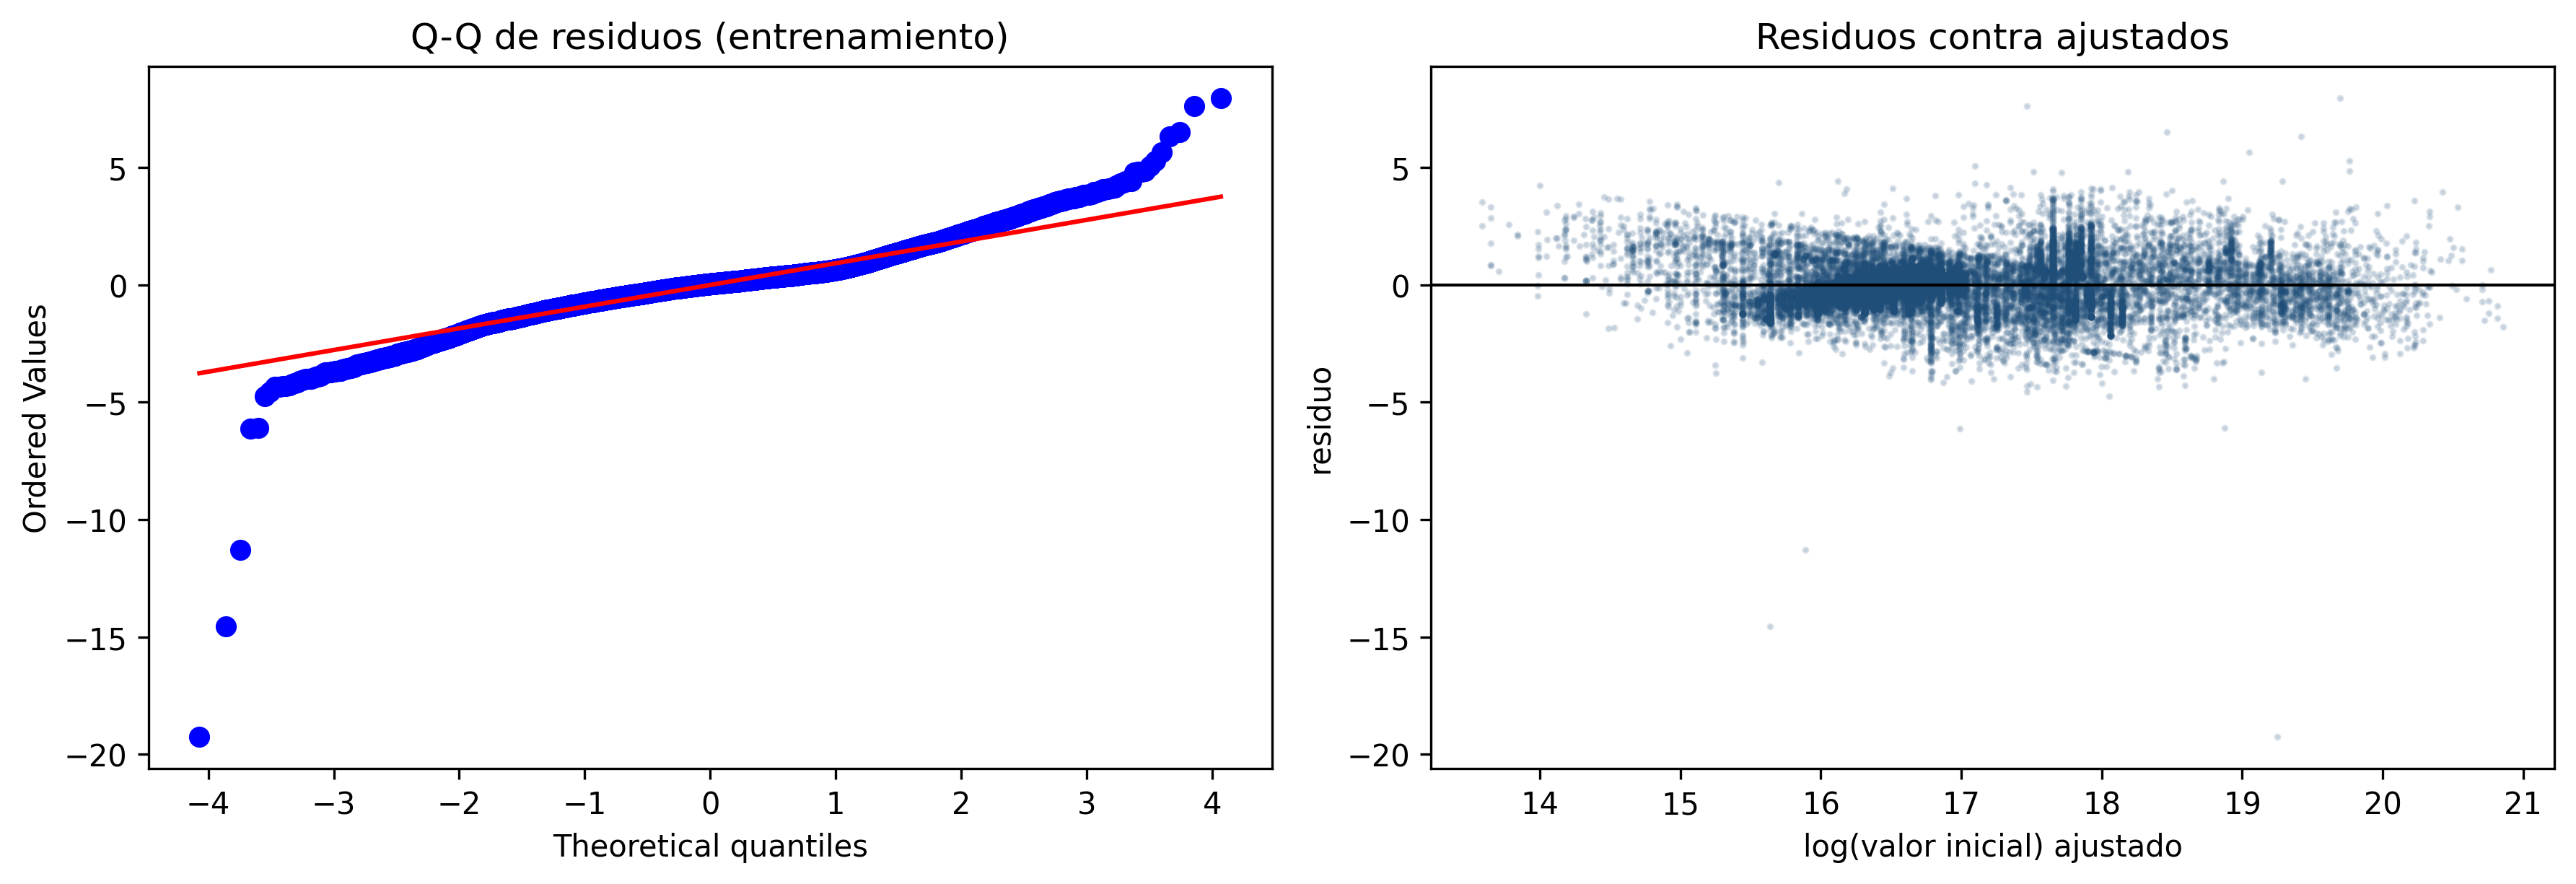 Q-Q de residuos (entrenamiento)
Ordered Values
5
0
−5
−10
−15
−20
−4 −3 −2 −1 0 1 2 3 4
Theoretical quantiles
Residuos contra ajustados
residuo
5
0
−5
−10
−15
−20
14 15 16 17 18 19 20 21
log(valor inicial) ajustado